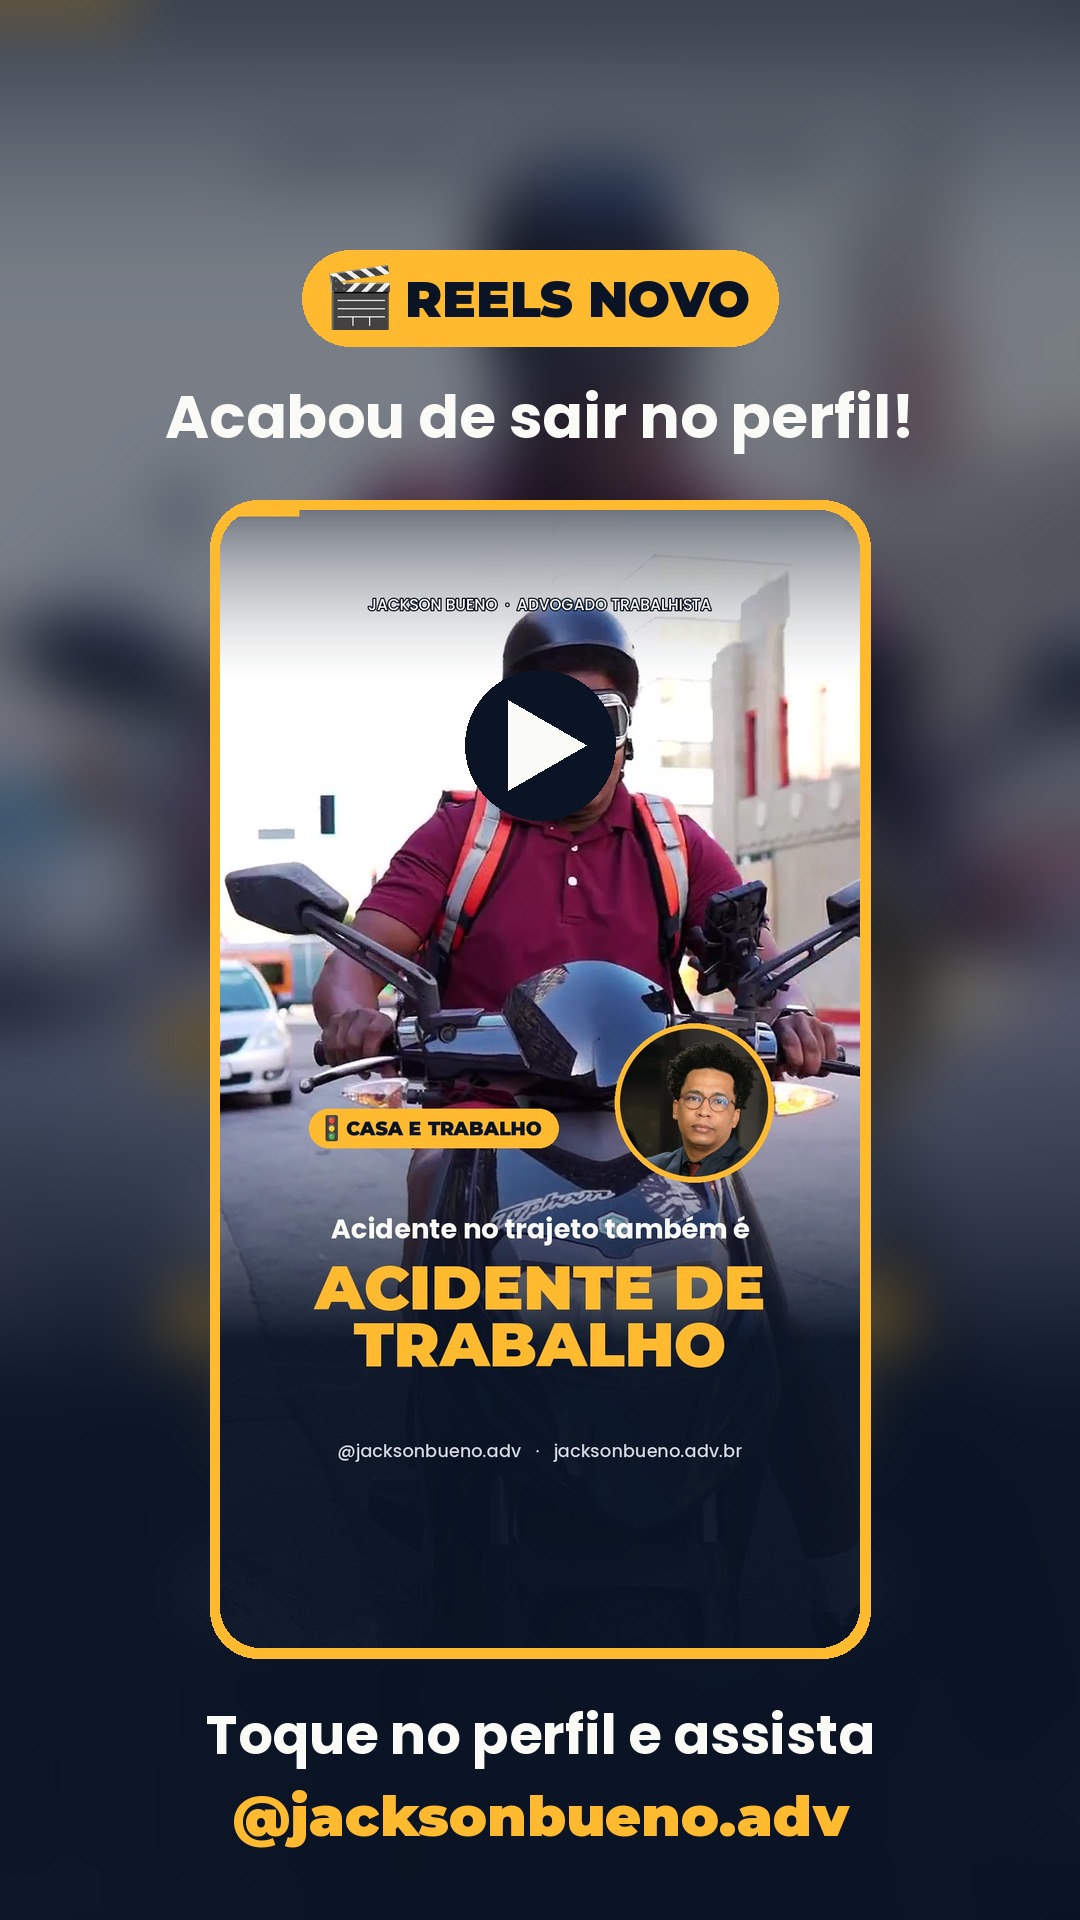 REELS NOVO
Acabou de sair no perfil!
JACKSON BUENO · ADVOGADO TRABALHISTA
CASA E TRABALHO
Typhoon
Acidente no trajeto também é
ACIDENTE DE
TRABALHO
@jacksonbueno.adv · jacksonbueno.adv.br
Toque no perfil e assista
@jacksonbueno.adv